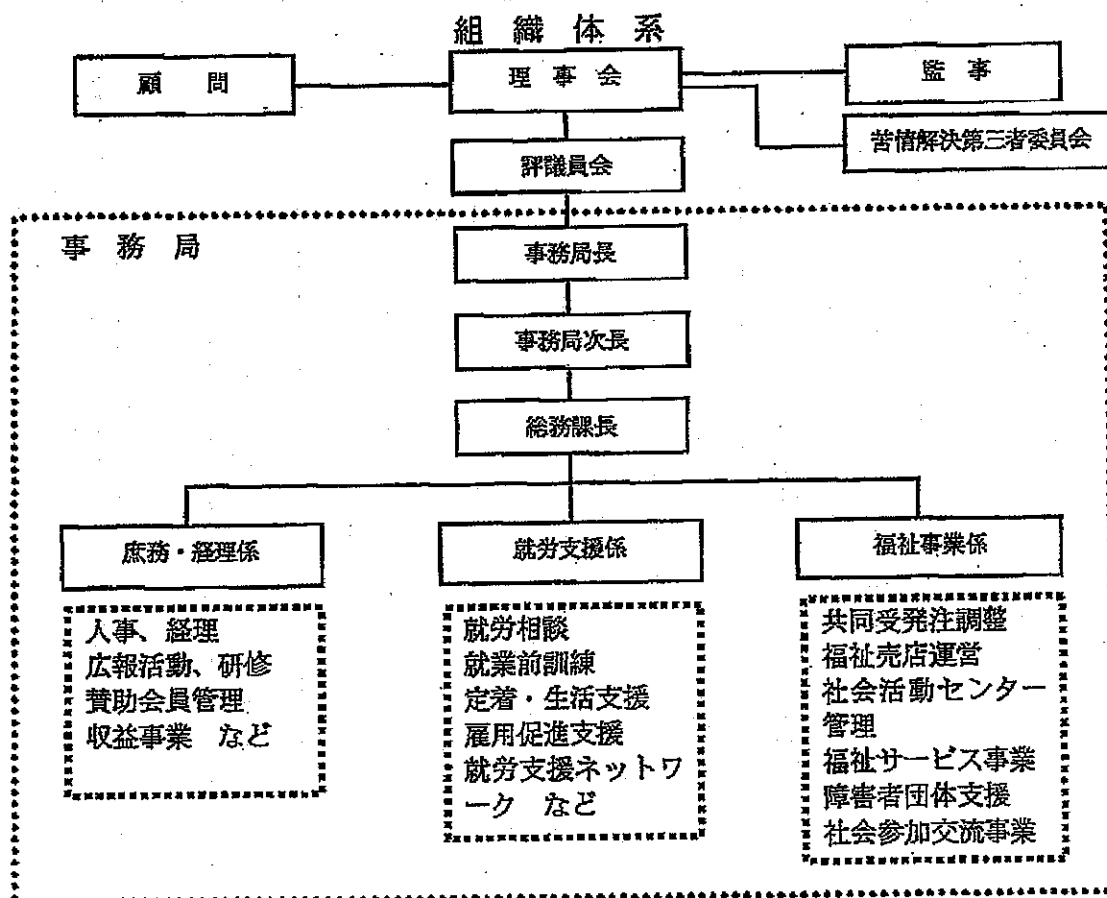 組織体系
顧問
理事会
監事
苦情解決第三者委員会
評議員会
事務局
事務局長
事務局次長
総務課長
庶務・経理係
人事、経理
広報活動、研修
賛助会員管理
収益事業 など
就労支援係
就労相談
就業前訓練
定着・生活支援
雇用促進支援
就労支援ネットワ
ーク など
福祉事業係
共同受発注調整
福祉売店運営
社会活動センター
管理
福祉サービス事業
障害者団体支援
社会参加交流事業